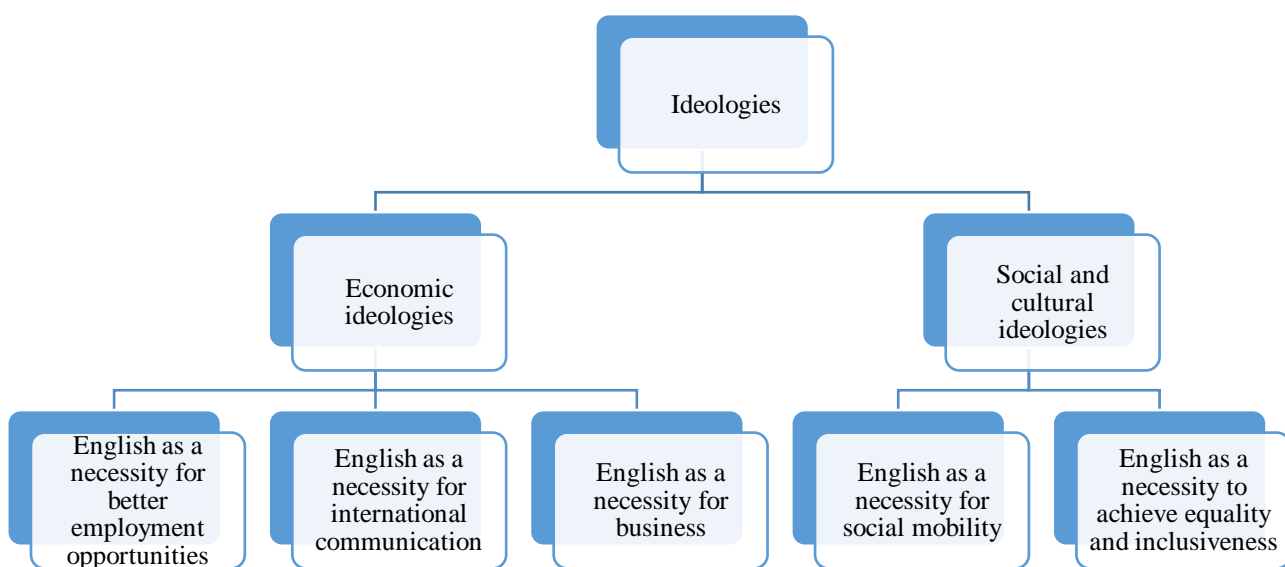 Ideologies
Economic
ideologies
Social and
cultural
ideologies
English as a
necessity for
better
employment
opportunities
English as a
necessity for
international
communication
English as a
necessity for
business
English as a
necessity for
social mobility
English as a
necessity to
achieve equality
and inclusiveness